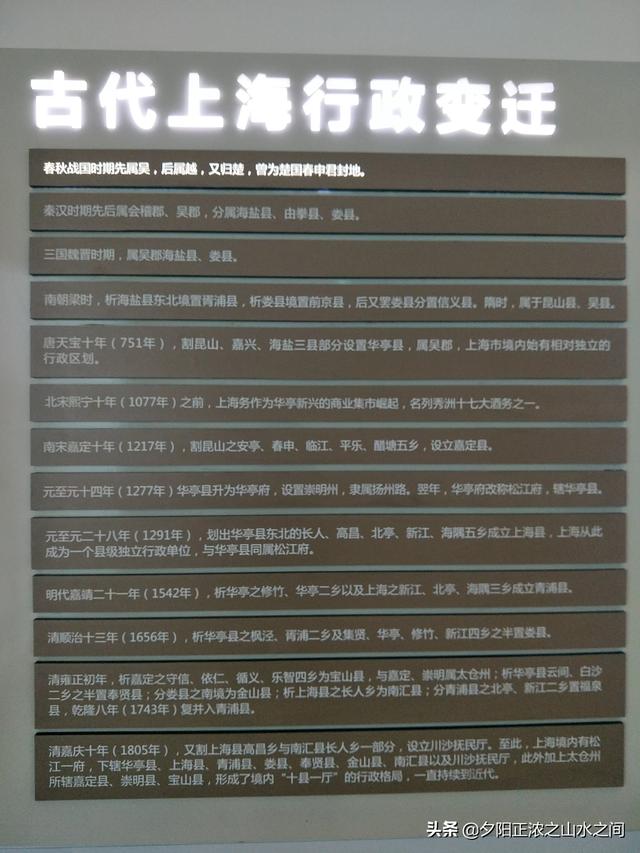 古代上海行政变迁
春秋战国时期先属吴，后属越，又归楚，曾为楚国春申君封地。
秦汉时期先后属会稽郡、吴郡，分属海盐县、由拳县、娄县。
三国魏晋时期，属吴郡海盐县、娄县。
南朝梁时，析海盐县东北境置胥浦县，析娄县境置前京县，后又罢娄县分置信义县。隋时，属于昆山县、吴县。
唐天宝十年（751年），割昆山、嘉兴、海盐三县部分设置华亭县，属吴郡，上海市境内始有相对独立的
行政区划。
北宋熙宁十年（1077年）之前，上海务作为华亭新兴的商业集市崛起，名列秀洲十七大酒务之一。
南宋嘉定十年（1217年），割昆山之安亭、春申、临江、平乐、醋塘五乡，设立嘉定县。
元至元十四年（1277年）华亭县升为华亭府，设置崇明州，隶属扬州路。翌年，华亭府改称松江府，辖华亭县。
元至元二十八年（1291年），划出华亭县东北的长人、高昌、北亭、新江、海隅五乡成立上海县，上海从此
成为一个县级独立行政单位，与华亭县同属松江府。
明代嘉靖二十一年（1542年），析华亭之修竹、华亭二乡以及上海之新江、北亭、海隅三乡成立青浦县。
清顺治十三年（1656年），析华亭县之枫泾、胥浦二乡及集贤、华亭、修竹、新江四乡之半置娄县。
清雍正初年，析嘉定之守信、依仁、循义、乐智四乡为宝山县，与嘉定、崇明属太仓州；析华亭县云间、白沙
二乡之半置奉贤县；分娄县之南境为金山县；析上海县之长人乡为南汇县；分青浦县之北亭、新江二乡置福泉
县，乾隆八年（1743年）复并入青浦县。
清嘉庆十年（1805年），又割上海县高昌乡与南汇县长人乡一部分，设立川沙抚民厅。至此，上海境内有松
江一府，下辖华亭县、上海县、青浦县、娄县、奉贤县、金山县、南汇县以及川沙抚民厅，此外加上太仓州
所辖嘉定县、崇明县、宝山县，形成了境内“十县一厅”的行政格局，一直持续到近代。
头条 @夕阳正浓之山水之间